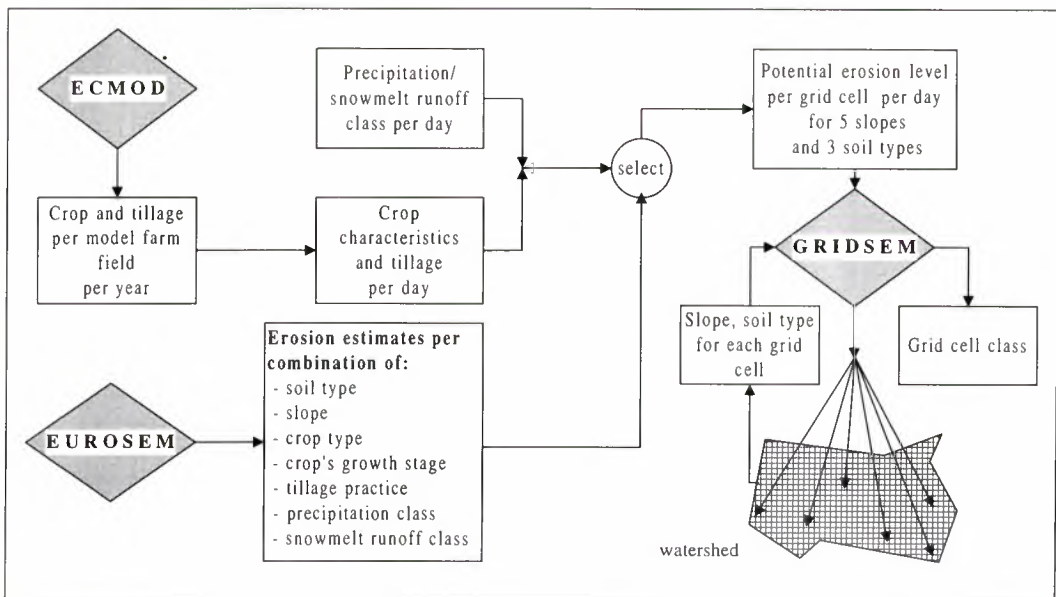 ECMOD
Precipitation/
snowmelt runoff
class per day
Potential erosion level
per grid cell per day
for 5 slopes
and 3 soil types
select
Crop and tillage
per model farm
field
per year
Crop
characteristics
and tillage
per day
GRIDSEM
Slope, soil type
for each grid
cell
Grid cell class
EUROSEM
Erosion estimates per
combination of:
- soil type
- slope
- crop type
- crop's growth stage
- tillage practice
- precipitation class
- snowmelt runoff class
watershed